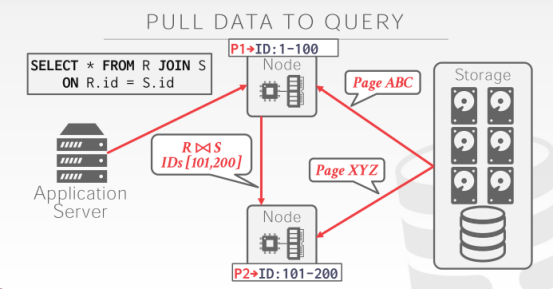 PULL DATA TO QUERY
SELECT * FROM R JOIN S
ON R.id = S.id
P1→ID:1-100
Node
Page ABC
Storage
Application
Server
R ⋈ S
IDs [101,200]
Page XYZ
Node
P2→ID:101-200